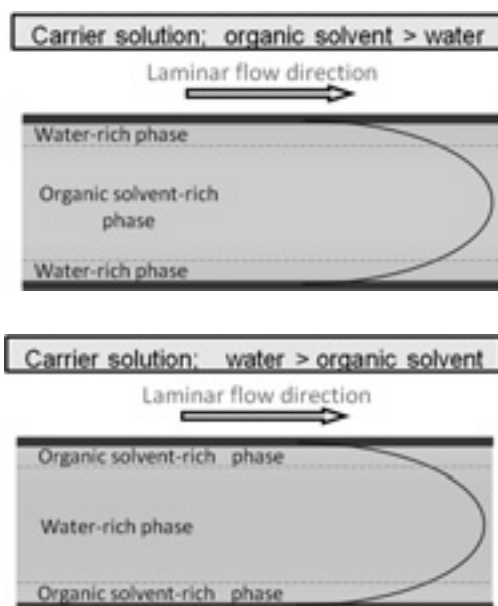 Carrier solution; organic solvent > water
Laminar flow direction
Water-rich phase
Organic solvent-rich
phase
Water-rich phase
Carrier solution; water > organic solvent
Laminar flow direction
Organic solvent-rich phase
Water-rich phase
Organic solvent-rich phase